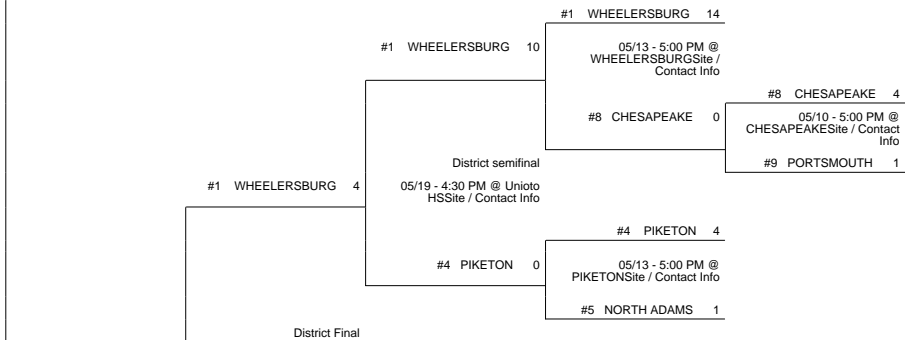 #1 WHEELERSBURG 14
#1 WHEELERSBURG 10
05/13 - 5:00 PM @
WHEELERSBURGSite /
Contact Info
#8 CHESAPEAKE 4
#8 CHESAPEAKE 0
05/10 - 5:00 PM @
CHESAPEAKESite / Contact
Info
District semifinal
#9 PORTSMOUTH 1
#1 WHEELERSBURG 4
05/19 - 4:30 PM @ Unioto
HSSite / Contact Info
#4 PIKETON 4
#4 PIKETON 0
05/13 - 5:00 PM @
PIKETONSite / Contact Info
#5 NORTH ADAMS 1
District Final